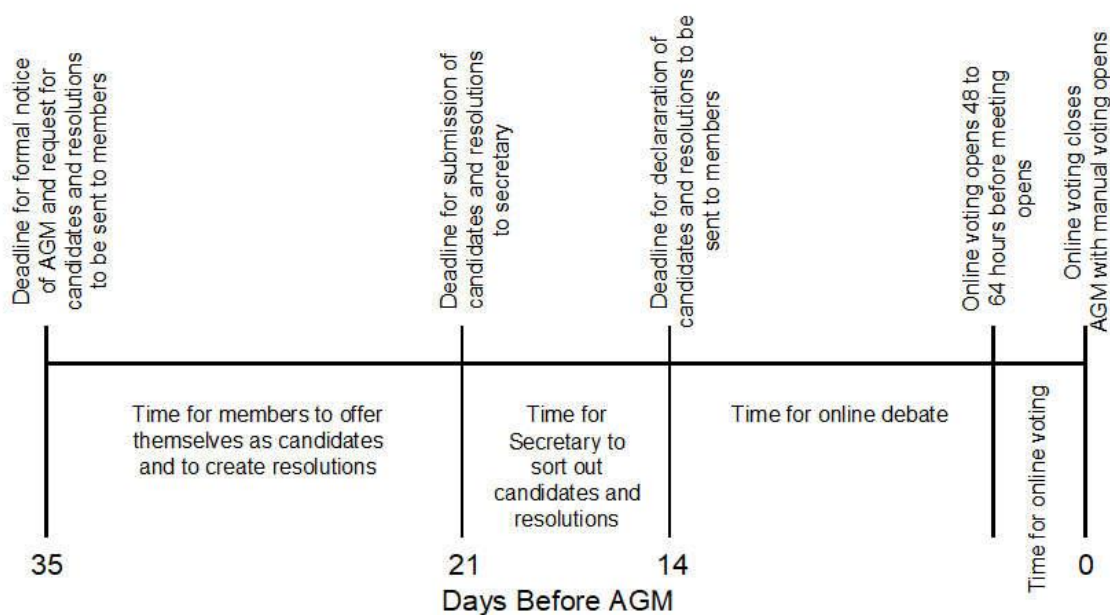 Deadline for formal notice
of AGM and request for
candidates and resolutions
to be sent to members
Deadline for submission of
candidates and resolutions
to secretary
Deadline for declararation of
candidates and resolutions to be
sent to members
Online voting opens 48 to
64 hours before meeting
opens
Online voting closes
AGM with manual voting opens
Time for members to offer
themselves as candidates
and to create resolutions
Time for
Secretary to
sort out
candidates and
resolutions
Time for online debate
Time for online voting
35
21
14
0
Days Before AGM